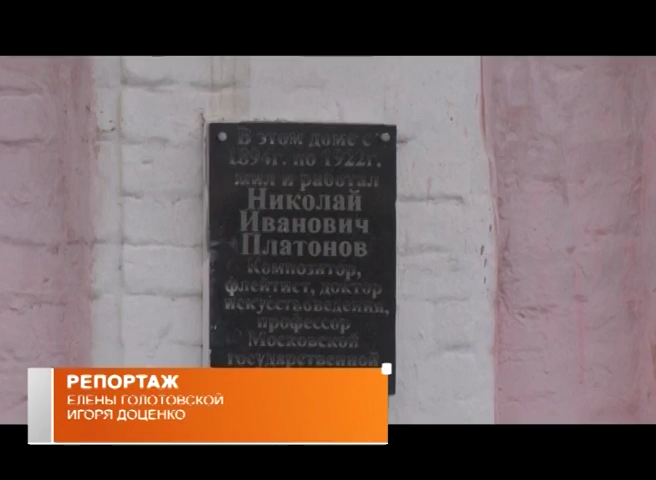 В этом доме с
1894г. по 1922г.
жил и работал
Николай
Иванович
Платонов
Композитор,
флейтист, доктор
искусствоведения,
профессор
Московской
государственной
РЕПОРТАЖ
ЕЛЕНЫ ГОЛОТОВСКОЙ
ИГОРЯ ДОЦЕНКО